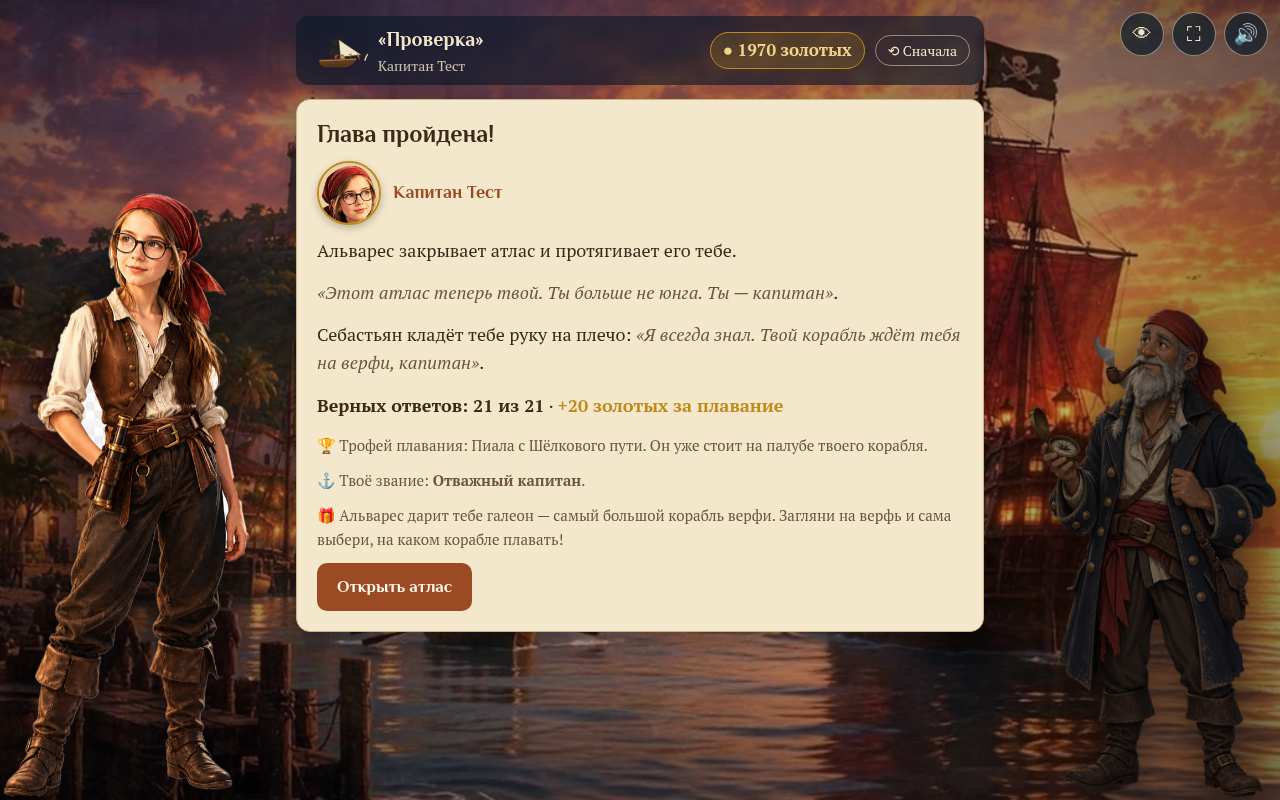 «Проверка»
Капитан Тест
● 1970 золотых
⟲ Сначала
Глава пройдена!
Капитан Тест
Альварес закрывает атлас и протягивает его тебе.
«Этот атлас теперь твой. Ты больше не юнга. Ты — капитан».
Себастьян кладёт тебе руку на плечо: «Я всегда знал. Твой корабль ждёт тебя
на верфи, капитан».
Верных ответов: 21 из 21 · +20 золотых за плавание
🏆 Трофей плавания: Пиала с Шёлкового пути. Он уже стоит на палубе твоего корабля.
⚓ Твоё звание: Отважный капитан.
🎁 Альварес дарит тебе галеон — самый большой корабль верфи. Загляни на верфь и сама
выбери, на каком корабле плавать!
Открыть атлас